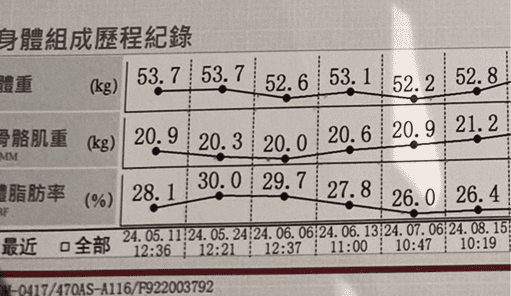 身體組成歷程紀錄
體重 (kg) 53.7 53.7 52.6 53.1 52.2 52.8
骨骼肌重 (kg) 20.9 20.3 20.0 20.6 20.9 21.2
MM
體脂肪率 (%) 28.1 30.0 29.7 27.8 26.0 26.4
BF
最近 □全部 24.05.11 24.05.24 24.06.06 24.06.13 24.07.06 24.08.15
12:36 12:21 12:37 11:00 10:47 10:19
-0417/470AS-A116/F922003792